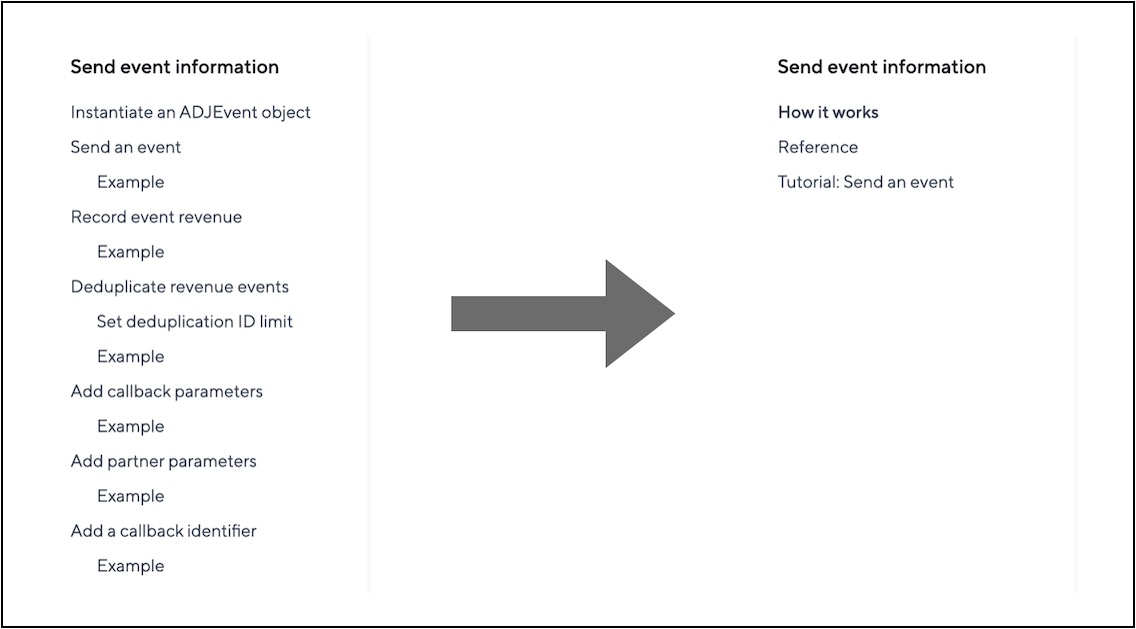 Send event information
Instantiate an ADJEvent object
Send an event
Example
Record event revenue
Example
Deduplicate revenue events
Set deduplication ID limit
Example
Add callback parameters
Example
Add partner parameters
Example
Add a callback identifier
Example
Send event information
How it works
Reference
Tutorial: Send an event